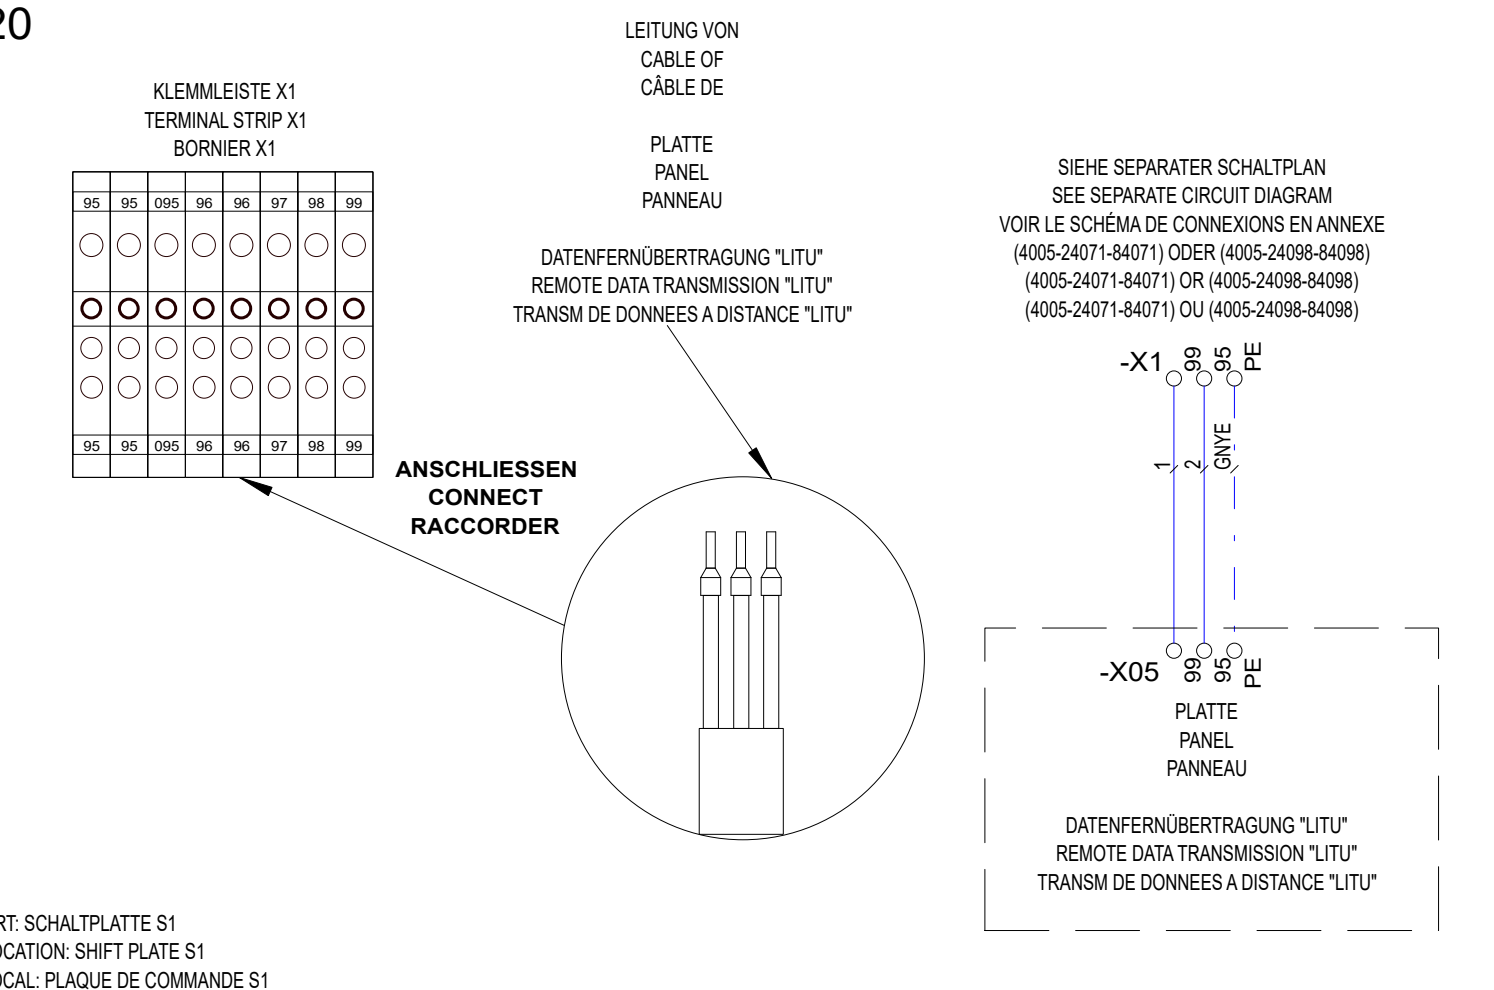 20
LEITUNG VON
CABLE OF
CÂBLE DE
PLATTE
PANEL
PANNEAU
DATENFERNÜBERTRAGUNG "LITU"
REMOTE DATA TRANSMISSION "LITU"
TRANSM DE DONNEES A DISTANCE "LITU"
KLEMMLEISTE X1
TERMINAL STRIP X1
BORNIER X1
95 95 095 96 96 97 98 99
95 95 095 96 96 97 98 99
ANSCHLIESSEN
CONNECT
RACCORDER
SIEHE SEPARATER SCHALTPLAN
SEE SEPARATE CIRCUIT DIAGRAM
VOIR LE SCHÉMA DE CONNEXIONS EN ANNEXE
(4005-24071-84071) ODER (4005-24098-84098)
(4005-24071-84071) OR (4005-24098-84098)
(4005-24071-84071) OU (4005-24098-84098)
-X1 99 95 PE
1 2 GNYE
-X05 99 95 PE
PLATTE
PANEL
PANNEAU
DATENFERNÜBERTRAGUNG "LITU"
REMOTE DATA TRANSMISSION "LITU"
TRANSM DE DONNEES A DISTANCE "LITU"
RT: SCHALTPLATTE S1
OCATION: SHIFT PLATE S1
OCAL: PLAQUE DE COMMANDE S1